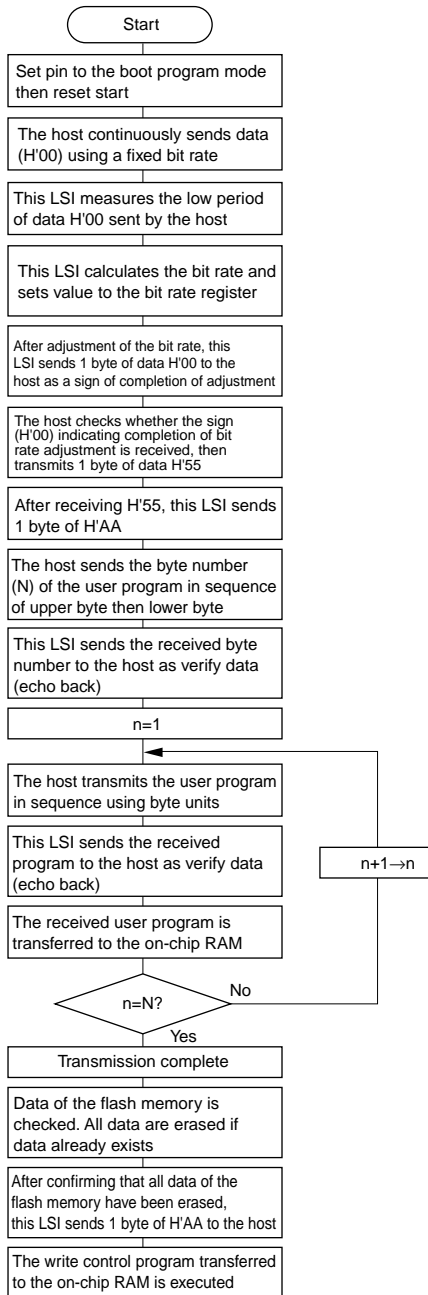 Start
Set pin to the boot program mode
then reset start
The host continuously sends data
(H'00) using a fixed bit rate
This LSI measures the low period
of data H'00 sent by the host
This LSI calculates the bit rate and
sets value to the bit rate register
After adjustment of the bit rate, this
LSI sends 1 byte of data H'00 to the
host as a sign of completion of adjustment
The host checks whether the sign
(H'00) indicating completion of bit
rate adjustment is received, then
transmits 1 byte of data H'55
After receiving H'55, this LSI sends
1 byte of H'AA
The host sends the byte number
(N) of the user program in sequence
of upper byte then lower byte
This LSI sends the received byte
number to the host as verify data
(echo back)
n=1
The host transmits the user program
in sequence using byte units
This LSI sends the received
program to the host as verify data
(echo back)
n+1→n
The received user program is
transferred to the on-chip RAM
n=N?
No
Yes
Transmission complete
Data of the flash memory is
checked. All data are erased if
data already exists
After confirming that all data of the
flash memory have been erased,
this LSI sends 1 byte of H'AA to the host
The write control program transferred
to the on-chip RAM is executed